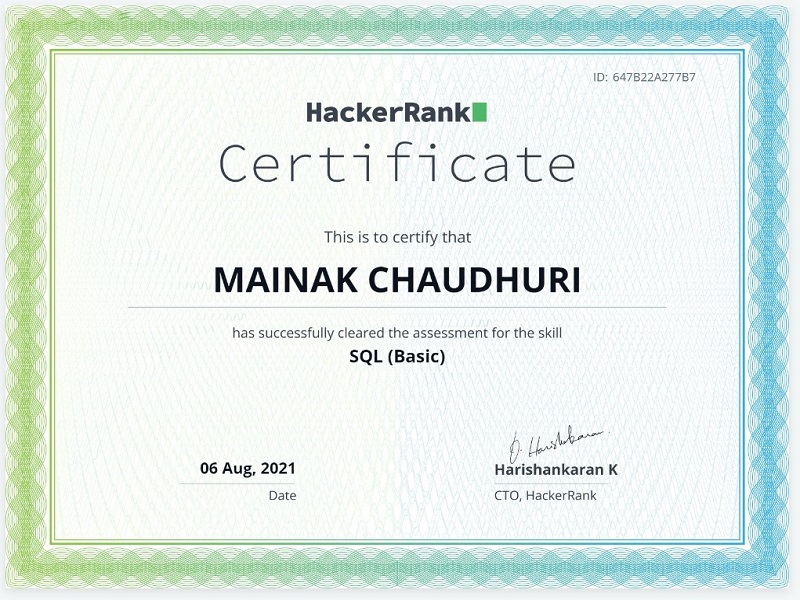 ID: 647B22A277B7
HackerRank
Certificate
This is to certify that
MAINAK CHAUDHURI
has successfully cleared the assessment for the skill
SQL (Basic)
06 Aug, 2021
Date
D. Harishankaran
Harishankaran K
CTO, HackerRank